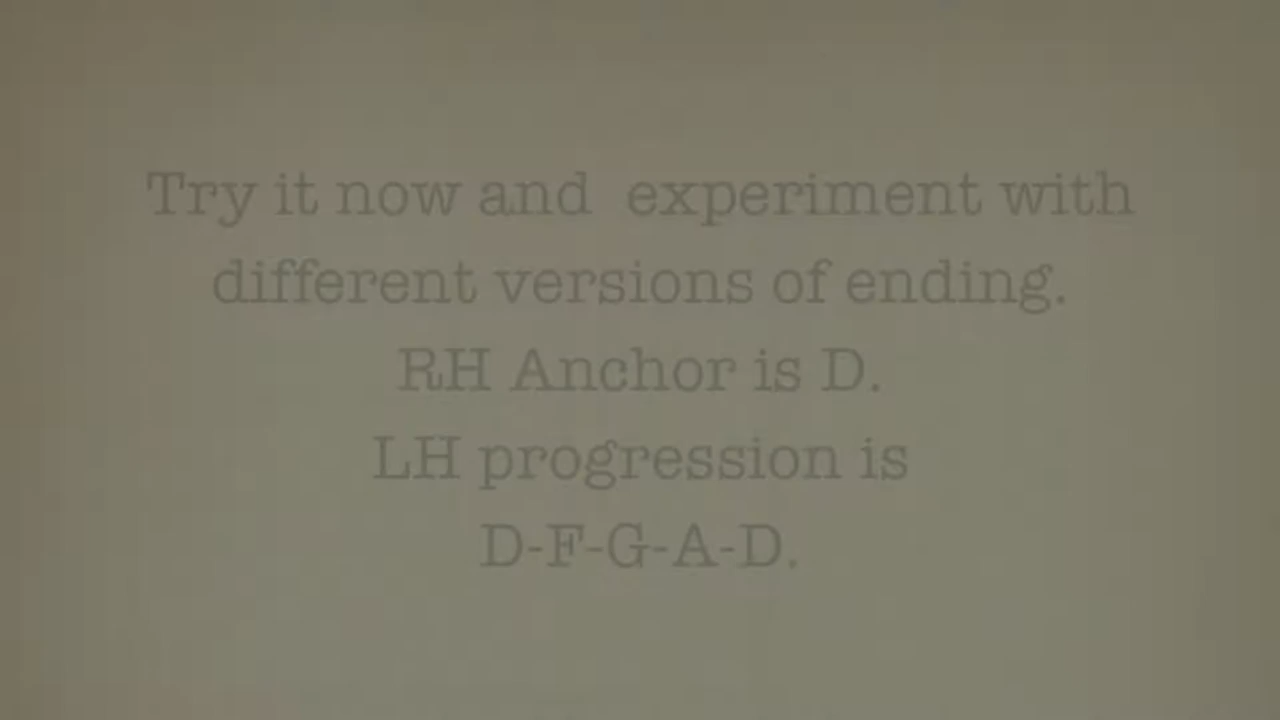 Try it now and  experiment with
different versions of ending.
RH Anchor is D.
LH progression is
D-F-G-A-D.